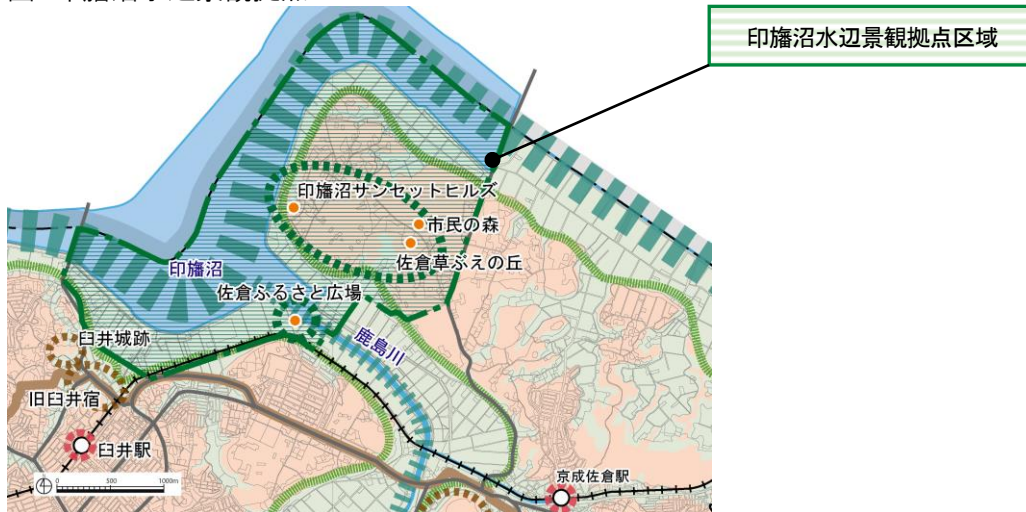 印旛沼水辺景観拠点区域
印旛沼サンセットヒルズ
市民の森
佐倉草ぶえの丘
印旛沼
佐倉ふるさと広場
鹿島川
臼井城跡
旧臼井宿
臼井駅
京成佐倉駅
0 500 1000m